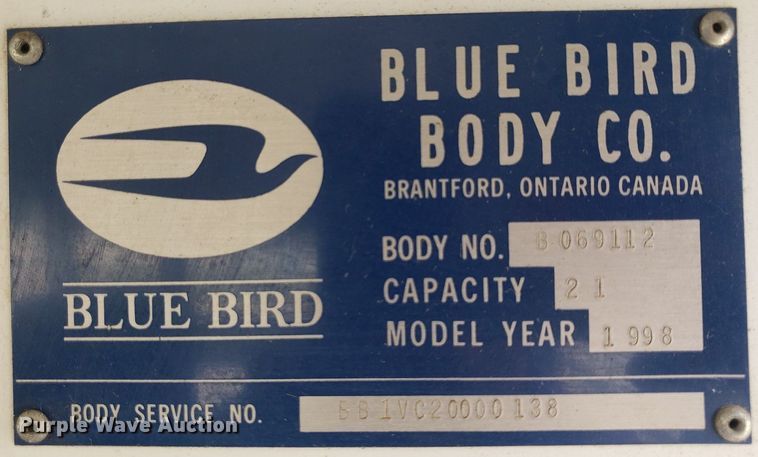 BLUE BIRD
BODY CO.
BRANTFORD, ONTARIO CANADA
BODY NO. B 069112
CAPACITY 21
MODEL YEAR 1998
BLUE BIRD
BODY SERVICE NO. BB1VC20000138
Purple Wave Auction